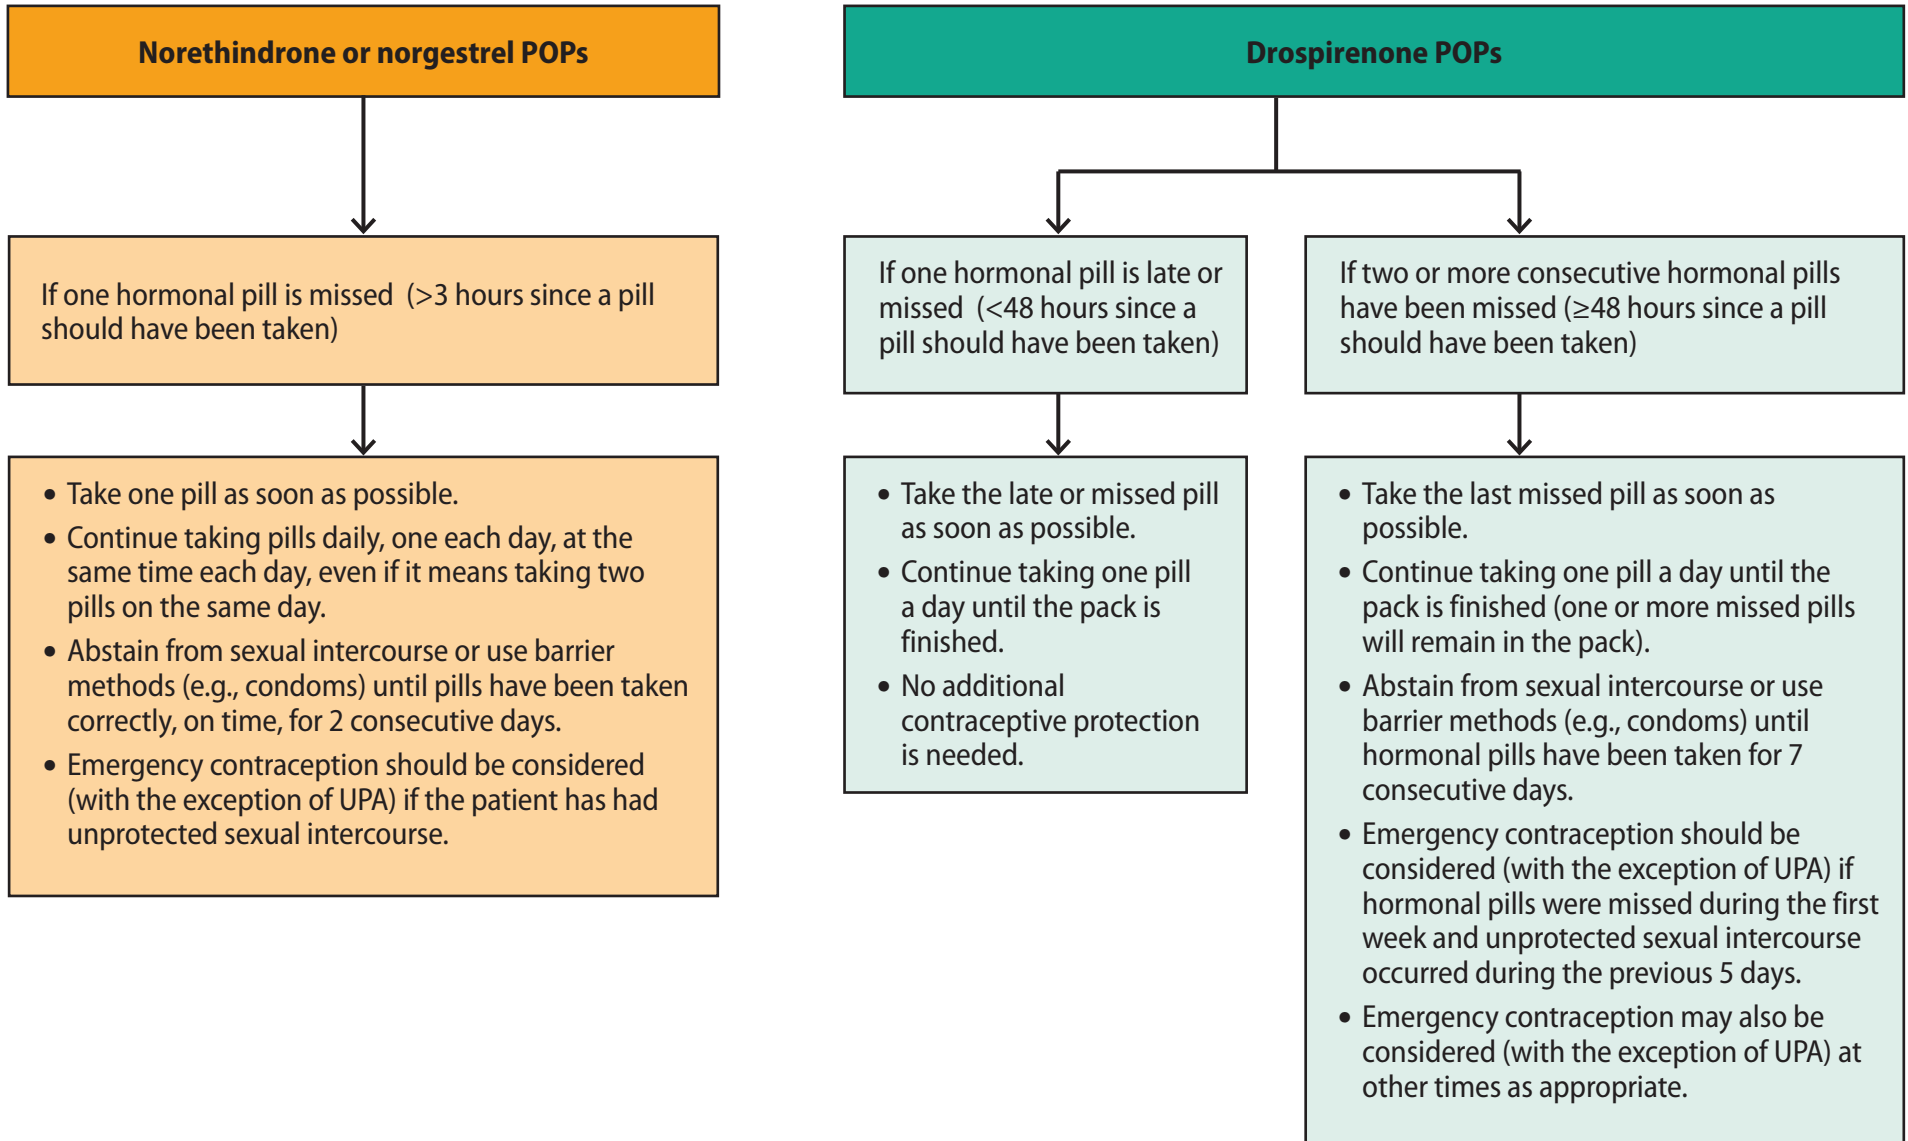 Norethindrone or norgestrel POPs
If one hormonal pill is missed  (>3 hours since a pill
should have been taken)
• Take one pill as soon as possible.
• Continue taking pills daily, one each day, at the
same time each day, even if it means taking two
pills on the same day.
• Abstain from sexual intercourse or use barrier
methods (e.g., condoms) until pills have been taken
correctly, on time, for 2 consecutive days.
• Emergency contraception should be considered
(with the exception of UPA) if the patient has had
unprotected sexual intercourse.
Drospirenone POPs
If one hormonal pill is late or
missed  (<48 hours since a
pill should have been taken)
• Take the late or missed pill
as soon as possible.
• Continue taking one pill
a day until the pack is
finished.
• No additional
contraceptive protection
is needed.
If two or more consecutive hormonal pills
have been missed (≥48 hours since a pill
should have been taken)
• Take the last missed pill as soon as
possible.
• Continue taking one pill a day until the
pack is finished (one or more missed pills
will remain in the pack).
• Abstain from sexual intercourse or use
barrier methods (e.g., condoms) until
hormonal pills have been taken for 7
consecutive days.
• Emergency contraception should be
considered (with the exception of UPA) if
hormonal pills were missed during the first
week and unprotected sexual intercourse
occurred during the previous 5 days.
• Emergency contraception may also be
considered (with the exception of UPA) at
other times as appropriate.